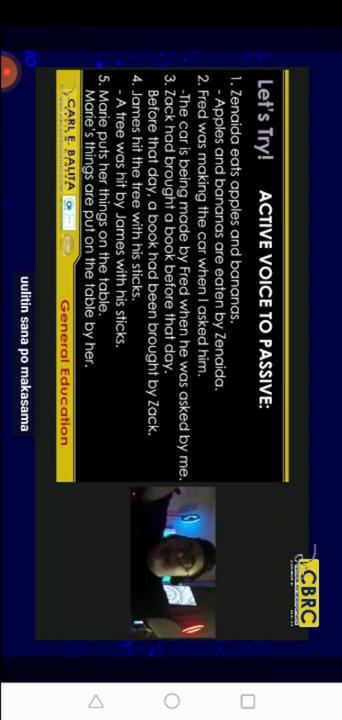 Let's Try! ACTIVE VOICE TO PASSIVE:
1. Zenaida eats apples and bananas.
- Apples and bananas are eaten by Zenaida.
2. Fred was making the car when I asked him.
-The car is being made by Fred when he was asked by me.
3. Zack had brought a book before that day.
Before that day, a book had been brought by Zack.
4. James hit the tree with his sticks.
- A tree was hit by James with his sticks.
5. Marie puts her things on the table.
Marie's things are put on the table by her.
CARL E. BALITA
General Education
CBRC
uulitin sana po makasama